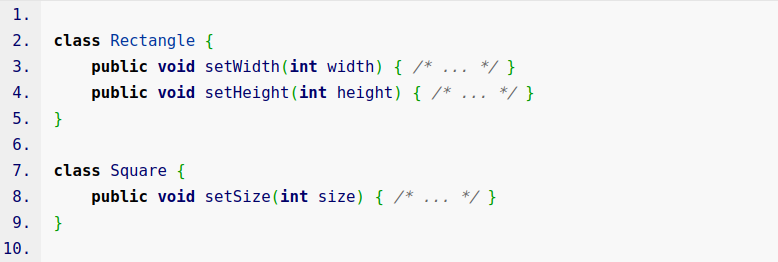 1.
2. class Rectangle {
3.     public void setWidth(int width) { /* ... */ }
4.     public void setHeight(int height) { /* ... */ }
5. }
6.
7. class Square {
8.     public void setSize(int size) { /* ... */ }
9. }
10.